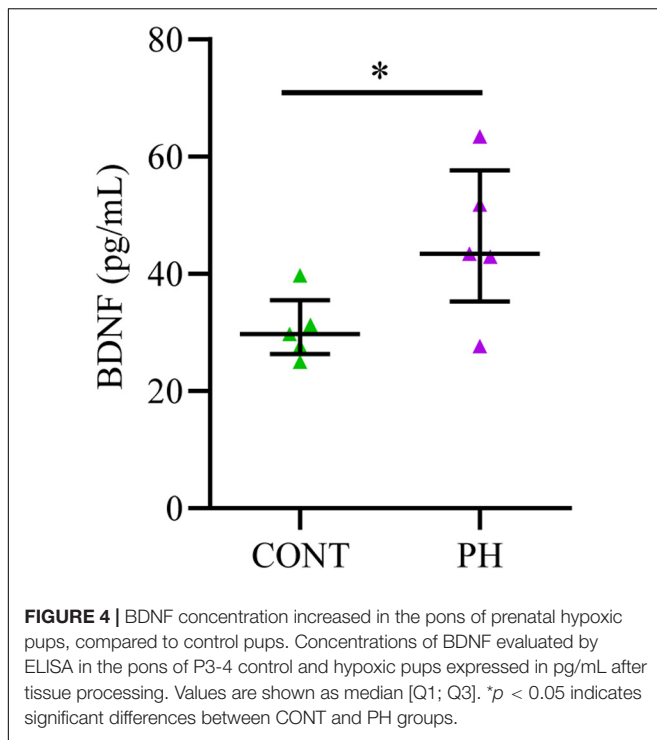 80
*
60
BDNF (pg/mL)
40
20
0
CONT PH
FIGURE 4 | BDNF concentration increased in the pons of prenatal hypoxic
pups, compared to control pups. Concentrations of BDNF evaluated by
ELISA in the pons of P3-4 control and hypoxic pups expressed in pg/mL after
tissue processing. Values are shown as median [Q1; Q3]. *p < 0.05 indicates
significant differences between CONT and PH groups.